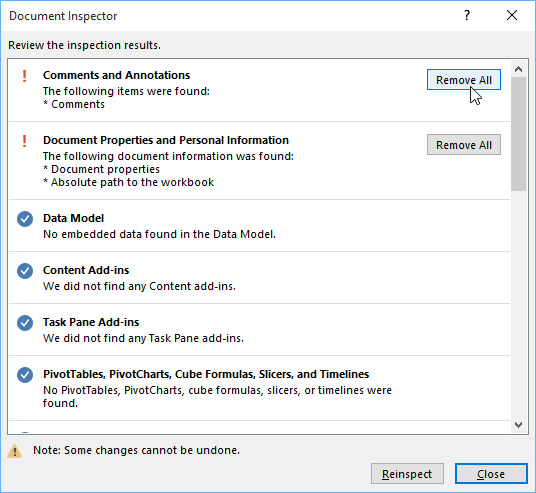 Document Inspector
Review the inspection results.
! Comments and Annotations
The following items were found:
* Comments
Remove All
! Document Properties and Personal Information
The following document information was found:
* Document properties
* Absolute path to the workbook
Remove All
Data Model
No embedded data found in the Data Model.
Content Add-ins
We did not find any Content add-ins.
Task Pane Add-ins
We did not find any Task Pane add-ins.
PivotTables, PivotCharts, Cube Formulas, Slicers, and Timelines
No PivotTables, PivotCharts, cube formulas, slicers, or timelines were
found.
Note: Some changes cannot be undone.
Reinspect
Close